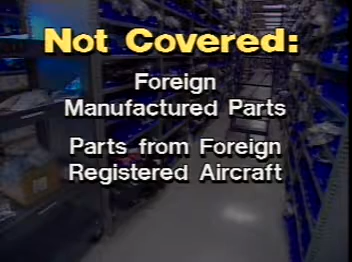 Not Covered:
Foreign
Manufactured Parts
Parts from Foreign
Registered Aircraft